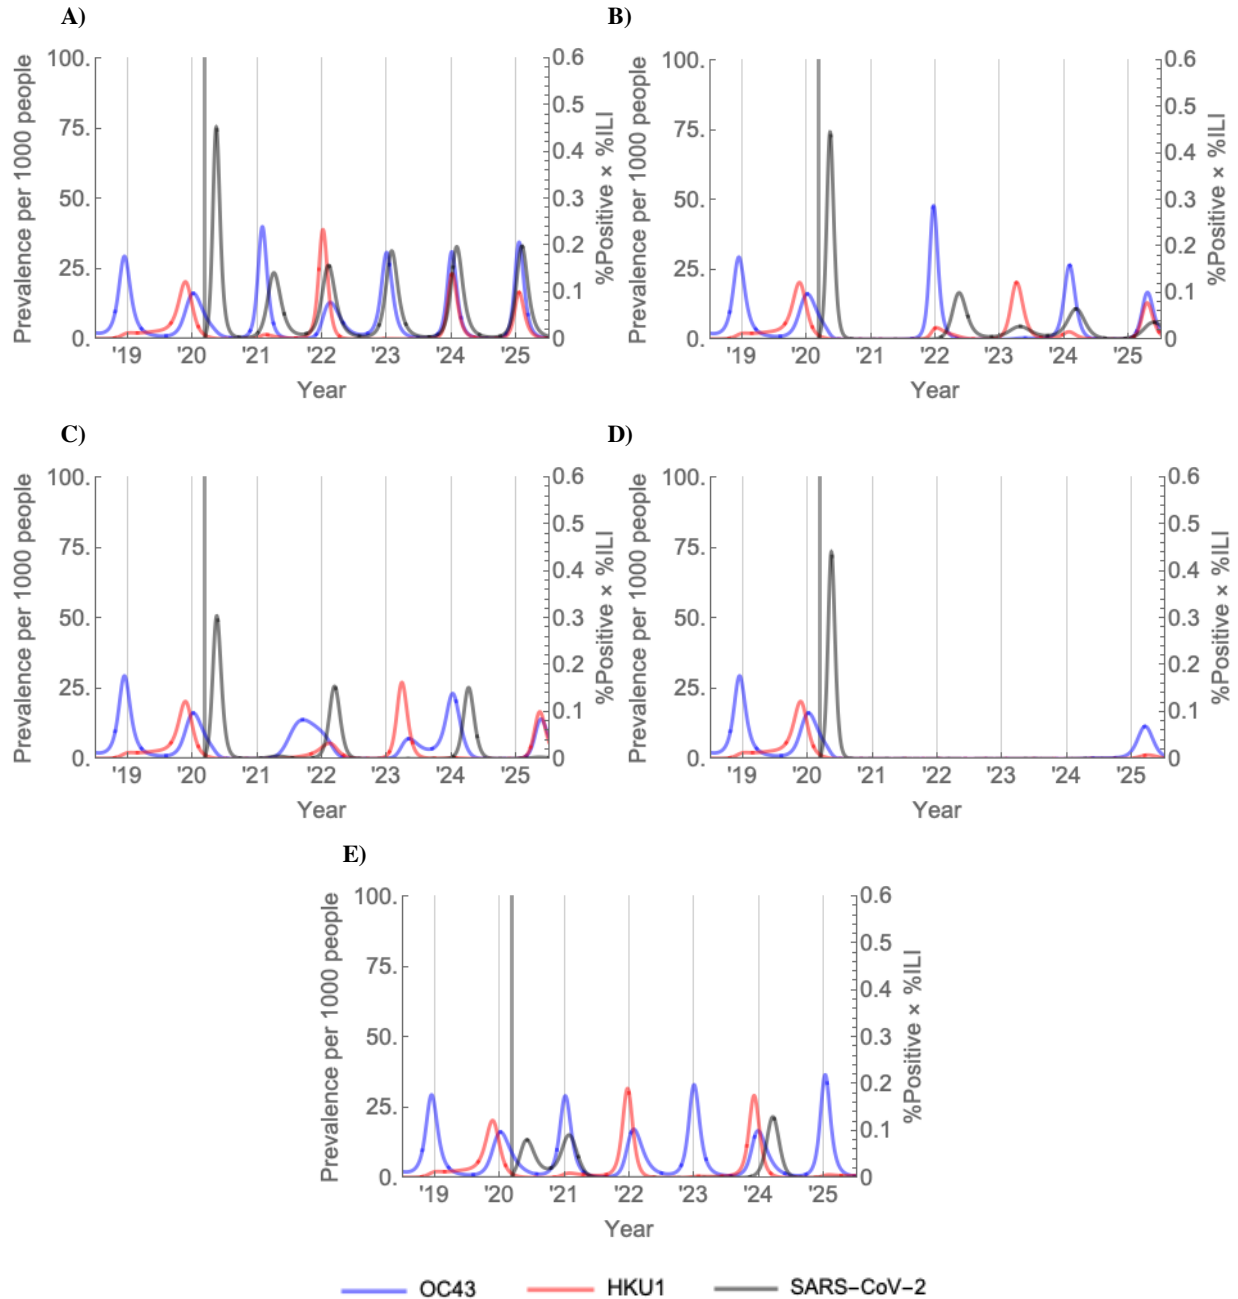 A)
B)
Prevalence per 1000 people
100.
75.
50.
25.
0.
'19 '20 '21 '22 '23 '24 '25
Year
0.6
0.5
0.4
0.3
0.2
0.1
0
%Positive × %ILI
Prevalence per 1000 people
100.
75.
50.
25.
0.
'19 '20 '21 '22 '23 '24 '25
Year
0.6
0.5
0.4
0.3
0.2
0.1
0
%Positive × %ILI
C)
D)
Prevalence per 1000 people
100.
75.
50.
25.
0.
'19 '20 '21 '22 '23 '24 '25
Year
0.6
0.5
0.4
0.3
0.2
0.1
0
%Positive × %ILI
Prevalence per 1000 people
100.
75.
50.
25.
0.
'19 '20 '21 '22 '23 '24 '25
Year
0.6
0.5
0.4
0.3
0.2
0.1
0
%Positive × %ILI
E)
Prevalence per 1000 people
100.
75.
50.
25.
0.
'19 '20 '21 '22 '23 '24 '25
Year
0.6
0.5
0.4
0.3
0.2
0.1
0
%Positive × %ILI
OC43 HKU1 SARS−CoV−2